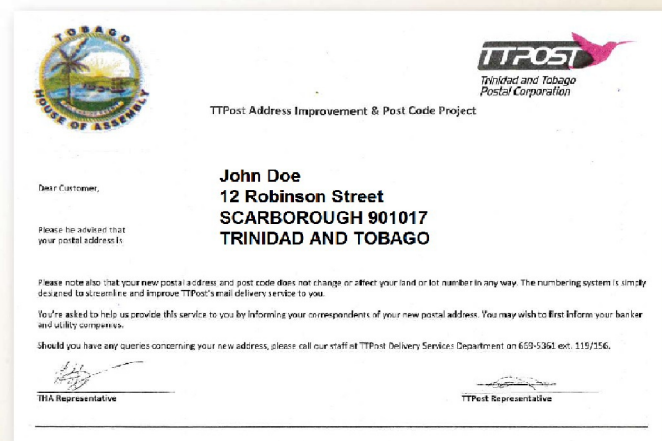 TOBAGO
HOUSE OF ASSEMBLY
TTPOST
Trinidad and Tobago
Postal Corporation
TTPost Address Improvement & Post Code Project
Dear Customer,
John Doe
12 Robinson Street
SCARBOROUGH 901017
TRINIDAD AND TOBAGO
Please be advised that
your postal address is
Please note also that your new postal address and post code does not change or affect your land or lot number in any way. The numbering system is simply
designed to streamline and improve TTPost's mail delivery service to you.
You're asked to help us provide this service to you by informing your correspondents of your new postal address. You may wish to first inform your banker
and utility companies.
Should you have any queries concerning your new address, please call our staff at TTPost Delivery Services Department on 669-5361 ext. 119/156.
THA Representative
TTPost Representative